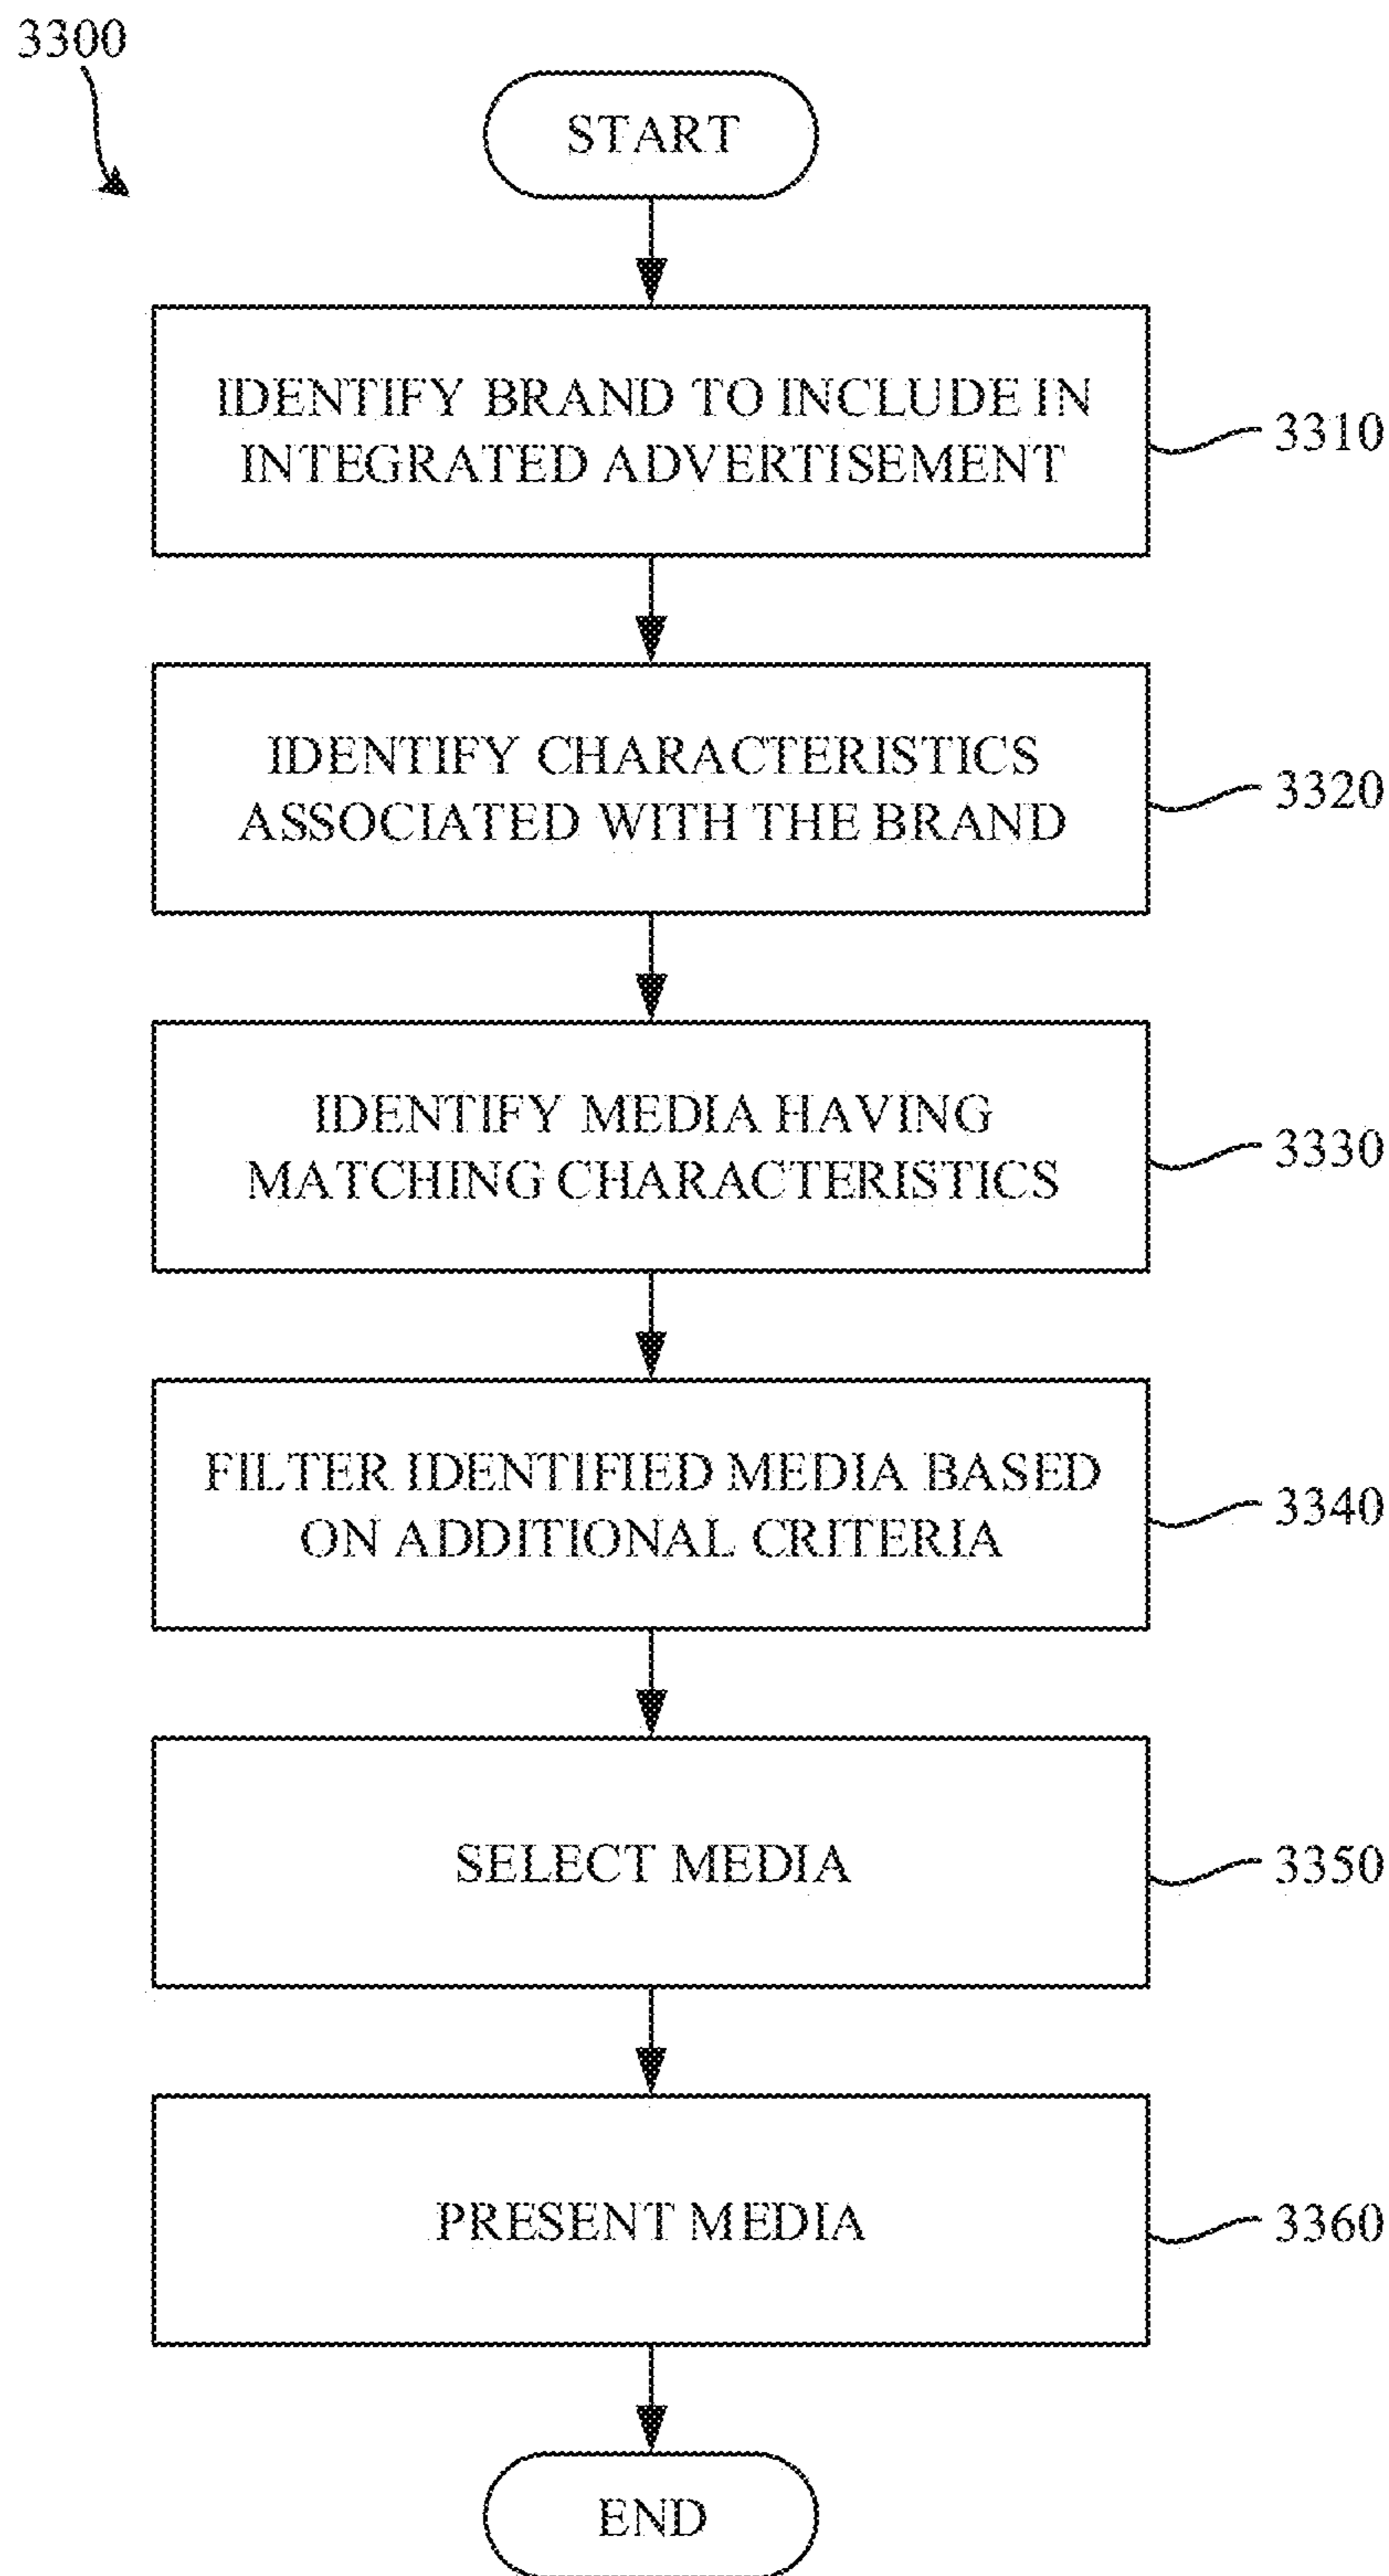 3300
START
IDENTIFY BRAND TO INCLUDE IN
INTEGRATED ADVERTISEMENT
3310
IDENTIFY CHARACTERISTICS
ASSOCIATED WITH THE BRAND
3320
IDENTIFY MEDIA HAVING
MATCHING CHARACTERISTICS
3330
FILTER IDENTIFIED MEDIA BASED
ON ADDITIONAL CRITERIA
3340
SELECT MEDIA
3350
PRESENT MEDIA
3360
END